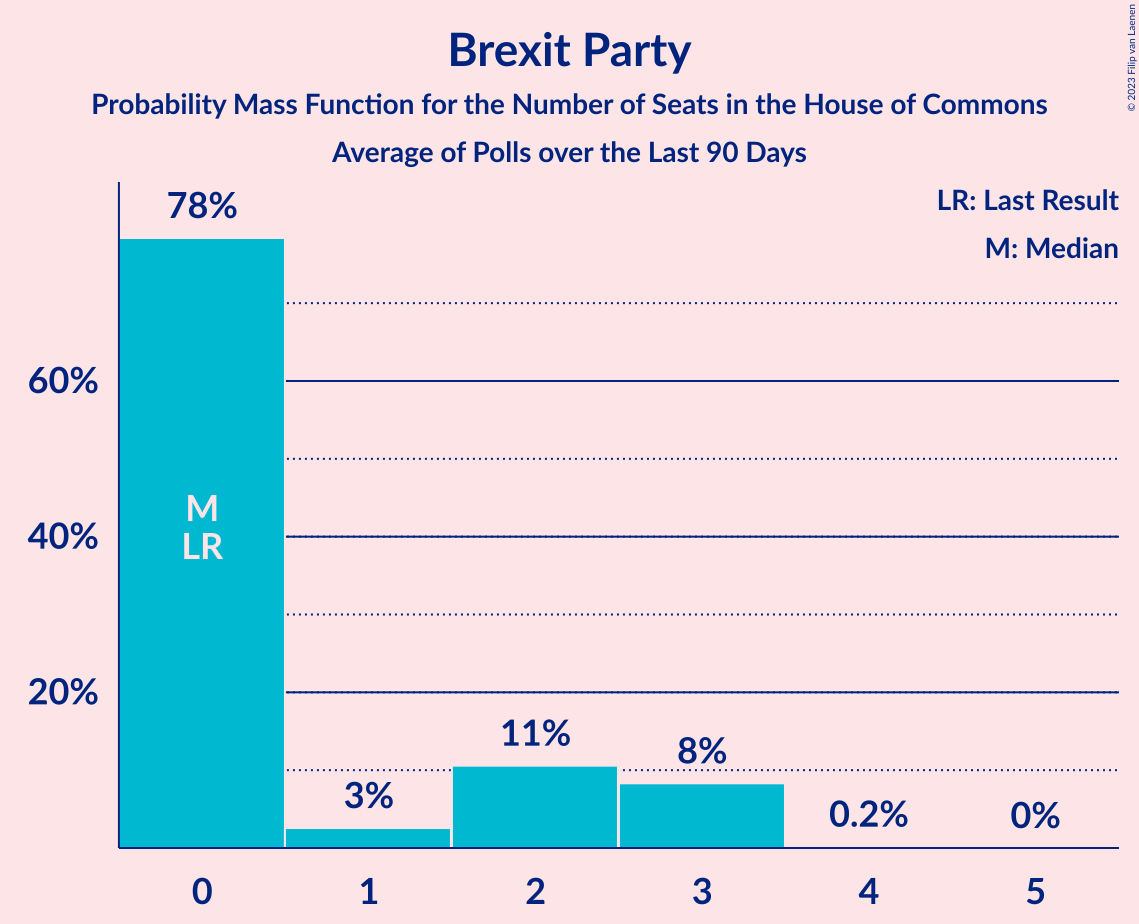 Brexit Party
Probability Mass Function for the Number of Seats in the House of Commons
Average of Polls over the Last 90 Days
© 2023 Filip van Laenen
LR: Last Result
M: Median
78%
60%
40%
20%
M
LR
3%
11%
8%
0.2%
0%
0 1 2 3 4 5